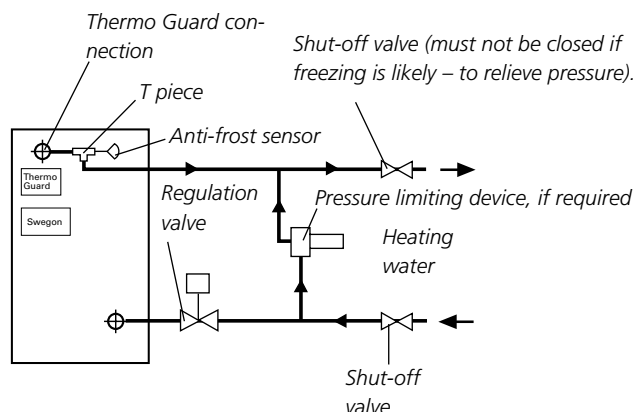 Thermo Guard con-
nection
Shut-off valve (must not be closed if
freezing is likely – to relieve pressure).
T piece
Anti-frost sensor
Thermo
Guard
Swegon
Regulation
valve
Pressure limiting device, if required
Heating
water
Shut-off
valve